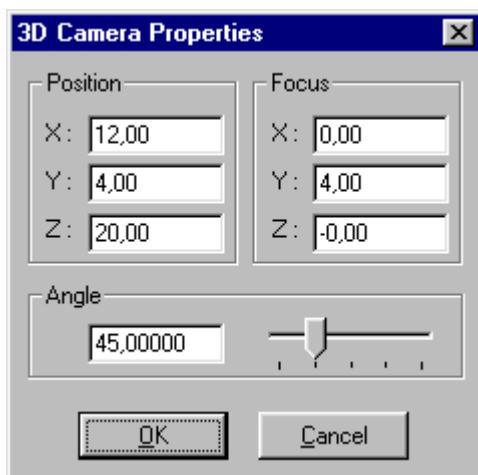 3D Camera Properties
Position Focus
X: 12,00 X: 0,00
Y: 4,00 Y: 4,00
Z: 20,00 Z: -0,00
Angle
45,00000
OK Cancel